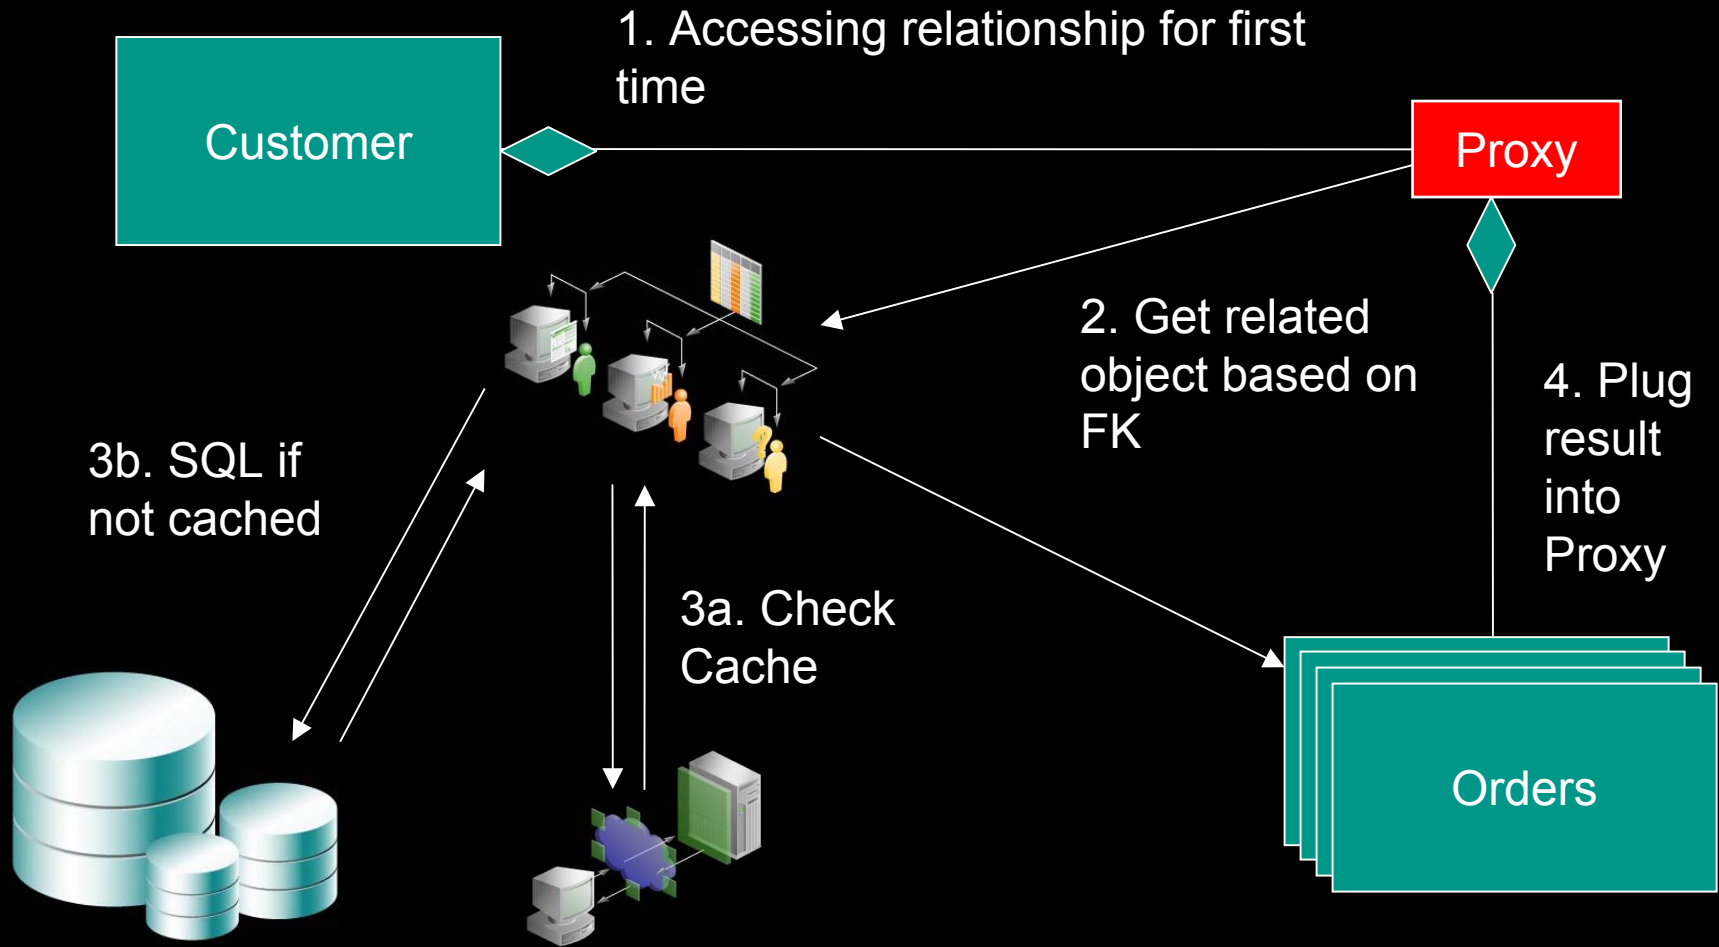 1. Accessing relationship for first
time
Customer
Proxy
2. Get related
object based on
FK
4. Plug
result
into
Proxy
3b. SQL if
not cached
3a. Check
Cache
Orders